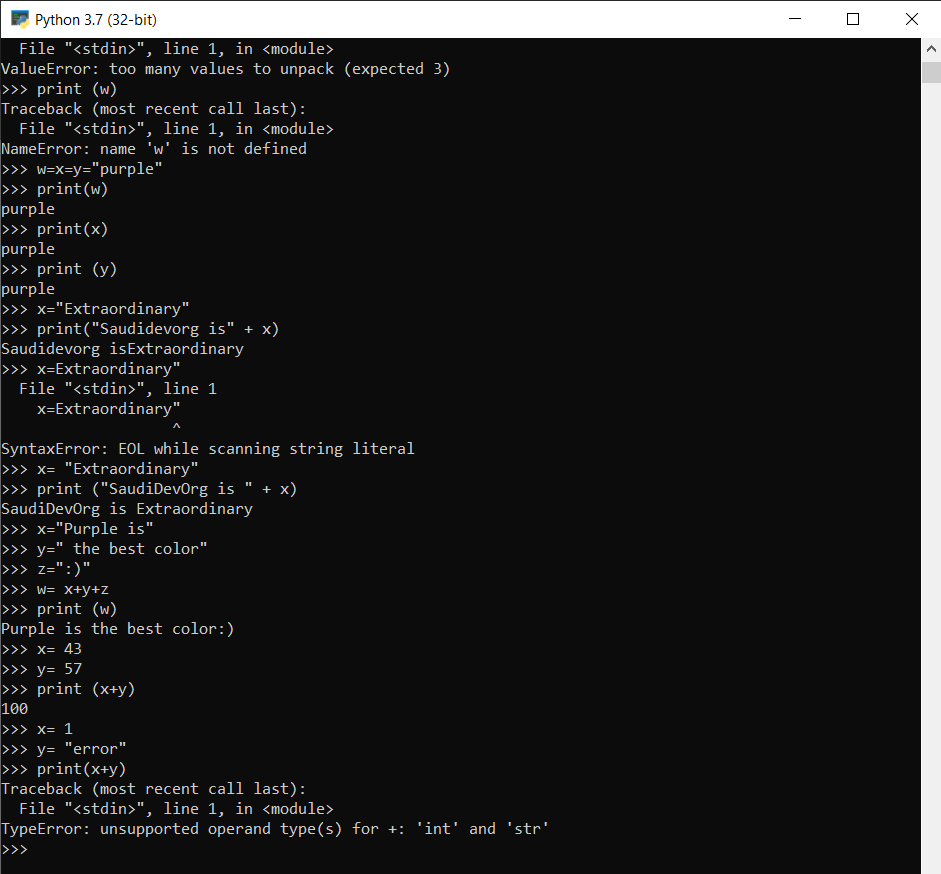 Python 3.7 (32-bit)
  File "<stdin>", line 1, in <module>
ValueError: too many values to unpack (expected 3)
>>> print (w)
Traceback (most recent call last):
  File "<stdin>", line 1, in <module>
NameError: name 'w' is not defined
>>> w=x=y="purple"
>>> print(w)
purple
>>> print(x)
purple
>>> print (y)
purple
>>> x="Extraordinary"
>>> print("Saudidevorg is" + x)
Saudidevorg isExtraordinary
>>> x=Extraordinary"
  File "<stdin>", line 1
    x=Extraordinary"
                   ^
SyntaxError: EOL while scanning string literal
>>> x= "Extraordinary"
>>> print ("SaudiDevOrg is " + x)
SaudiDevOrg is Extraordinary
>>> x="Purple is"
>>> y=" the best color"
>>> z=":)"
>>> w= x+y+z
>>> print (w)
Purple is the best color:)
>>> x= 43
>>> y= 57
>>> print (x+y)
100
>>> x= 1
>>> y= "error"
>>> print(x+y)
Traceback (most recent call last):
  File "<stdin>", line 1, in <module>
TypeError: unsupported operand type(s) for +: 'int' and 'str'
>>>